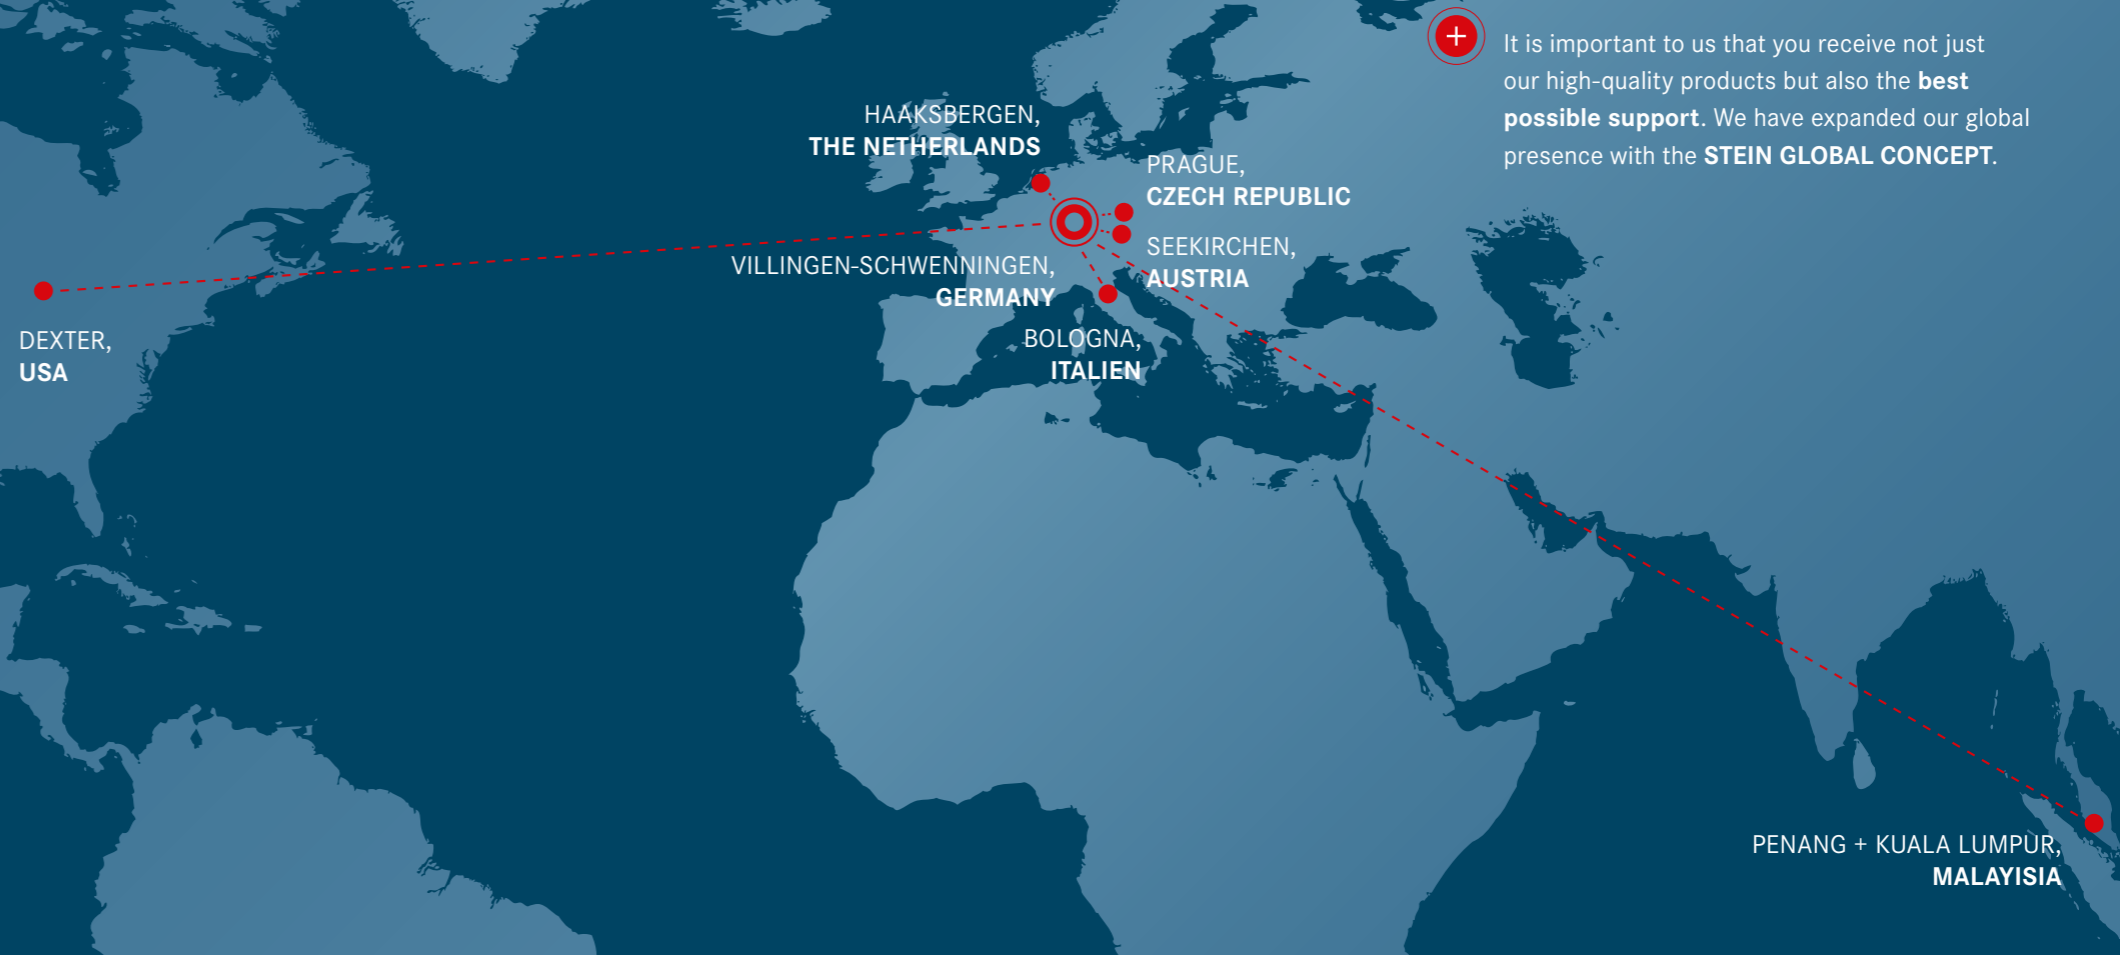 It is important to us that you receive not just
our high-quality products but also the best
possible support. We have expanded our global
presence with the STEIN GLOBAL CONCEPT.
HAAKSBERGEN,
THE NETHERLANDS
PRAGUE,
CZECH REPUBLIC
SEEKIRCHEN,
AUSTRIA
VILLINGEN-SCHWENNINGEN,
GERMANY
BOLOGNA,
ITALIEN
DEXTER,
USA
PENANG + KUALA LUMPUR,
MALAYISIA